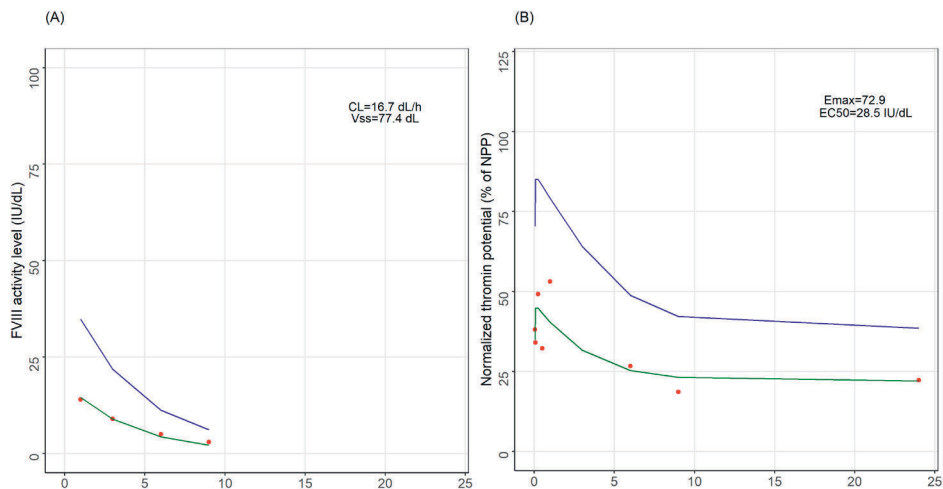 (A)
(B)
FVIII activity level (IU/dL)
100
75
50
25
0
CL=16.7 dL/h
Vss=77.4 dL
0 5 10 15 20 25
Normalized thromin potential (% of NPP)
125
100
75
50
25
0
Emax=72.9
EC50=28.5 IU/dL
0 5 10 15 20 25